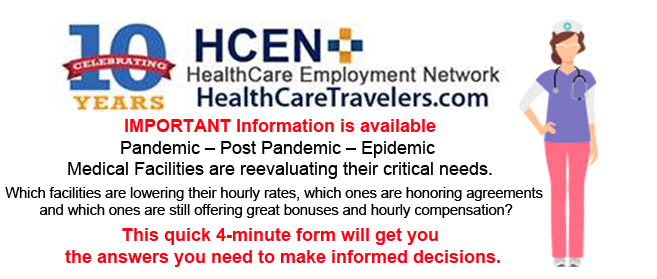 10
CELEBRATING
YEARS
HCEN
HealthCare Employment Network
HealthCareTravelers.com
IMPORTANT Information is available
Pandemic – Post Pandemic – Epidemic
Medical Facilities are reevaluating their critical needs.
Which facilities are lowering their hourly rates, which ones are honoring agreements
and which ones are still offering great bonuses and hourly compensation?
This quick 4-minute form will get you
the answers you need to make informed decisions.